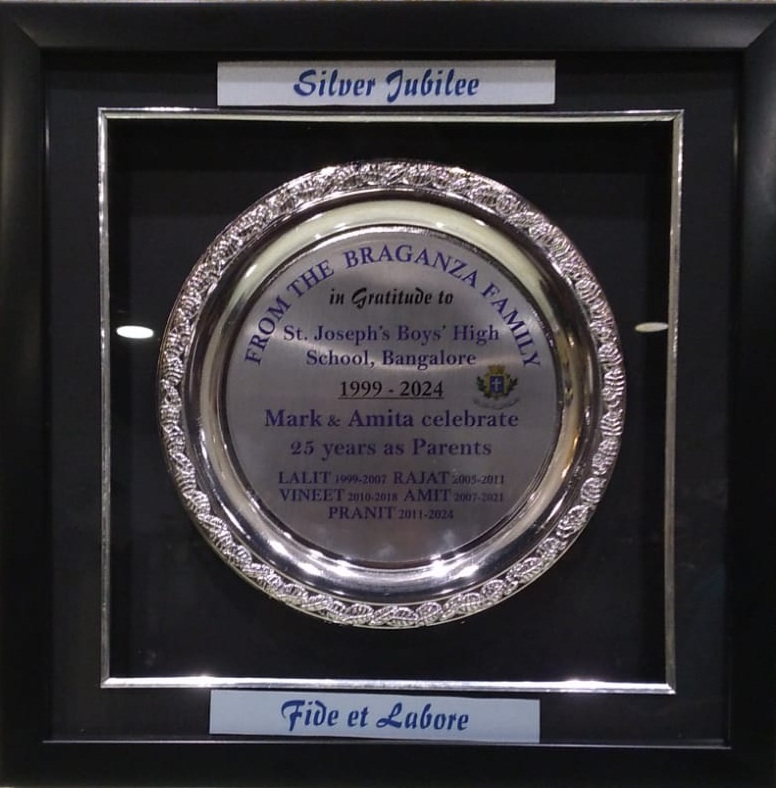 Silver Jubilee
FROM THE BRAGANZA FAMILY
in Gratitude to
St. Joseph's Boys' High
School, Bangalore
1999 - 2024
Mark & Amita celebrate
25 years as Parents
LALIT 1999-2007 RAJAT 2005-2011
VINEET 2010-2018 AMIT 2007-2021
PRANIT 2011-2024
Fide et Labore